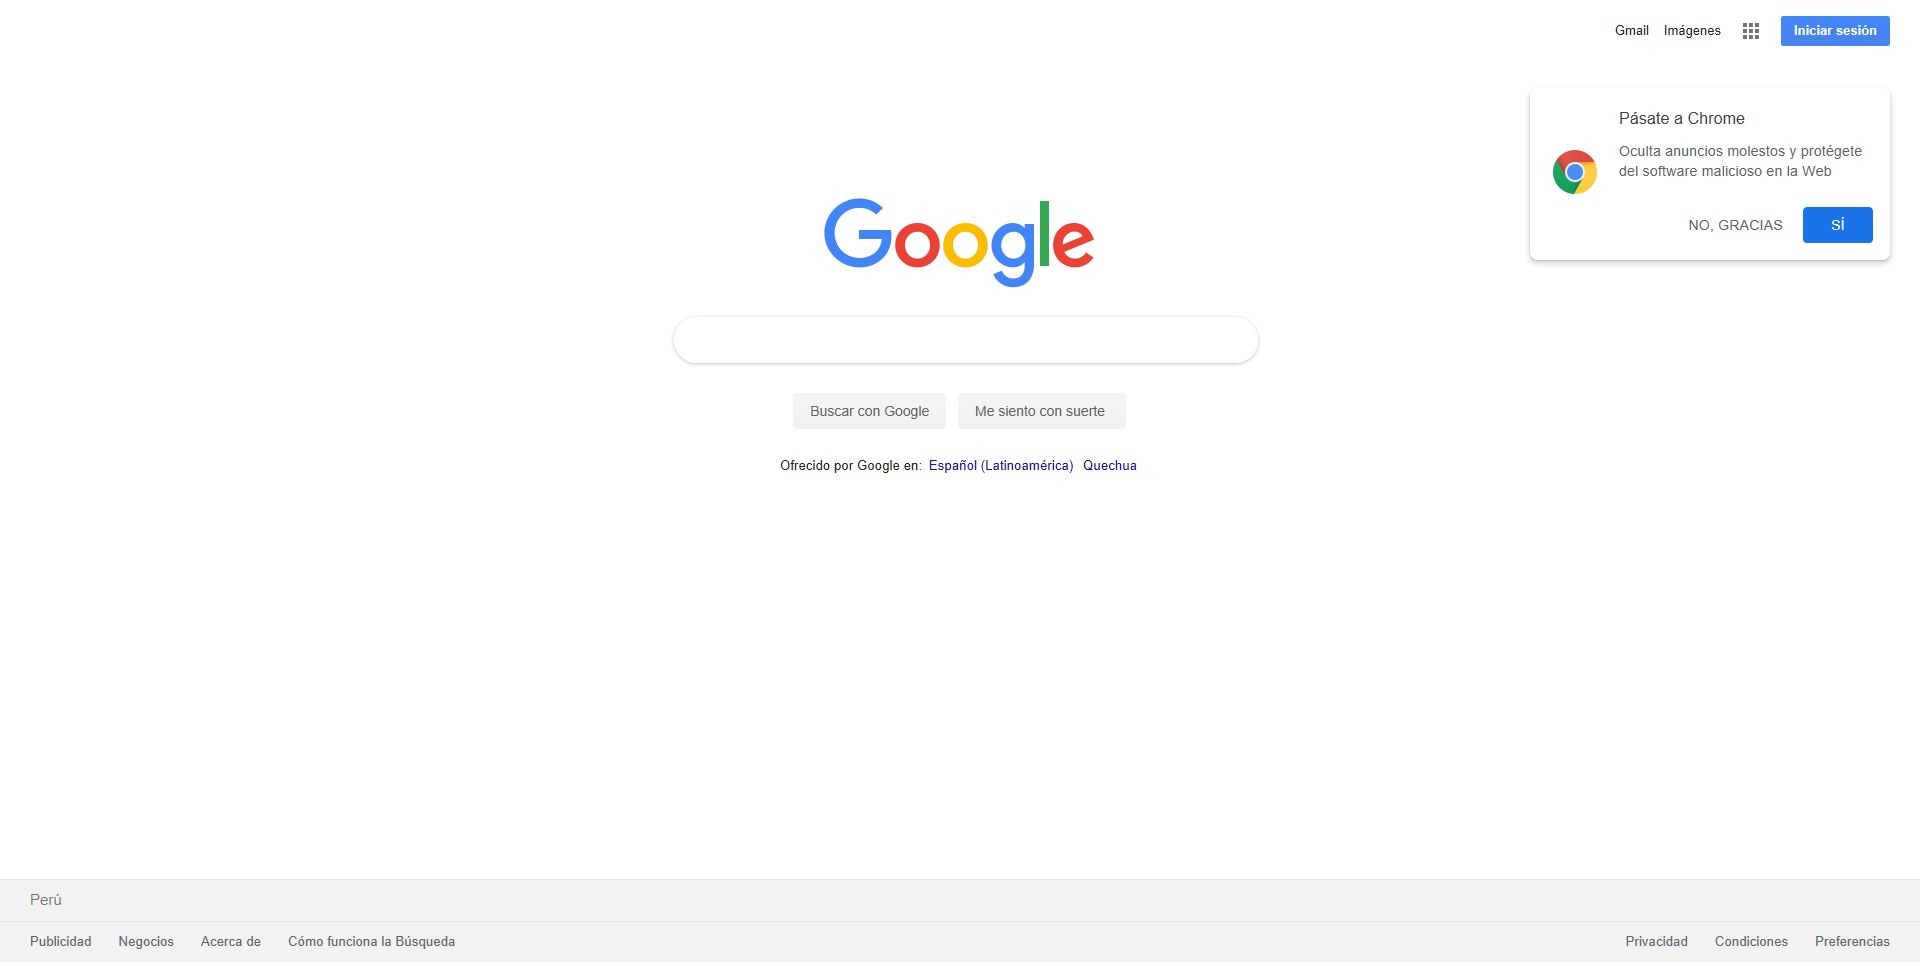 Gmail Imágenes Iniciar sesión
Pásate a Chrome
Oculta anuncios molestos y protégete
del software malicioso en la Web
NO, GRACIAS SÍ
Google
Buscar con Google Me siento con suerte
Ofrecido por Google en: Español (Latinoamérica) Quechua
Perú
Publicidad Negocios Acerca de Cómo funciona la Búsqueda Privacidad Condiciones Preferencias